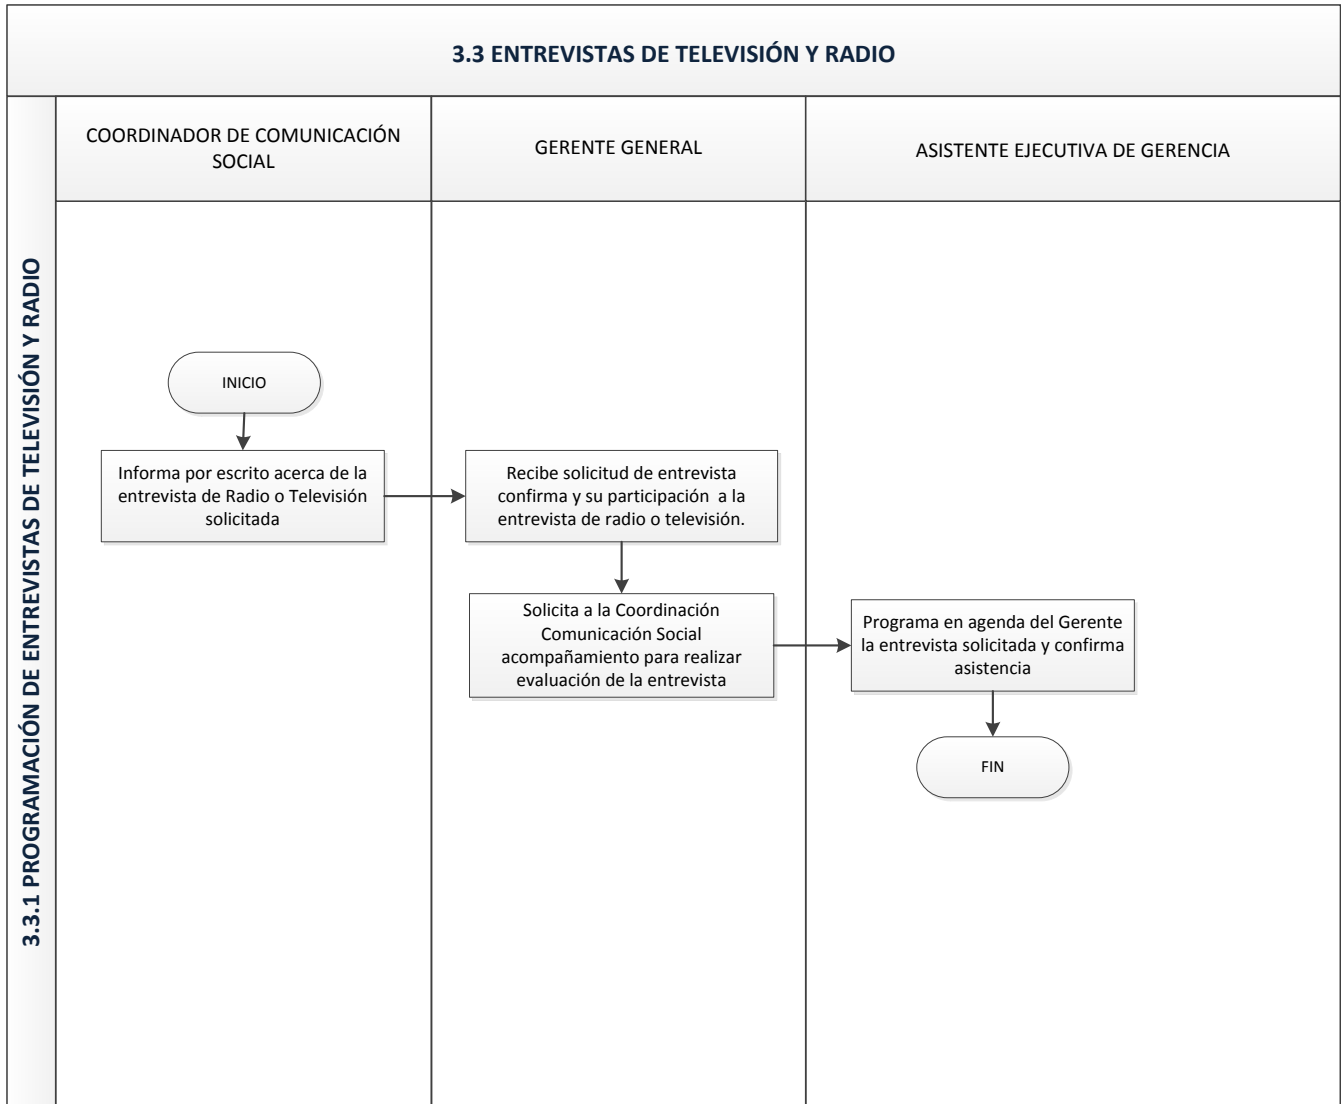 3.3 ENTREVISTAS DE TELEVISIÓN Y RADIO
3.3.1 PROGRAMACIÓN DE ENTREVISTAS DE TELEVISIÓN Y RADIO
COORDINADOR DE COMUNICACIÓN
SOCIAL
GERENTE GENERAL
ASISTENTE EJECUTIVA DE GERENCIA
INICIO
Informa por escrito acerca de la
entrevista de Radio o Televisión
solicitada
Recibe solicitud de entrevista
confirma y su participación a la
entrevista de radio o televisión.
Solicita a la Coordinación
Comunicación Social
acompañamiento para realizar
evaluación de la entrevista
Programa en agenda del Gerente
la entrevista solicitada y confirma
asistencia
FIN